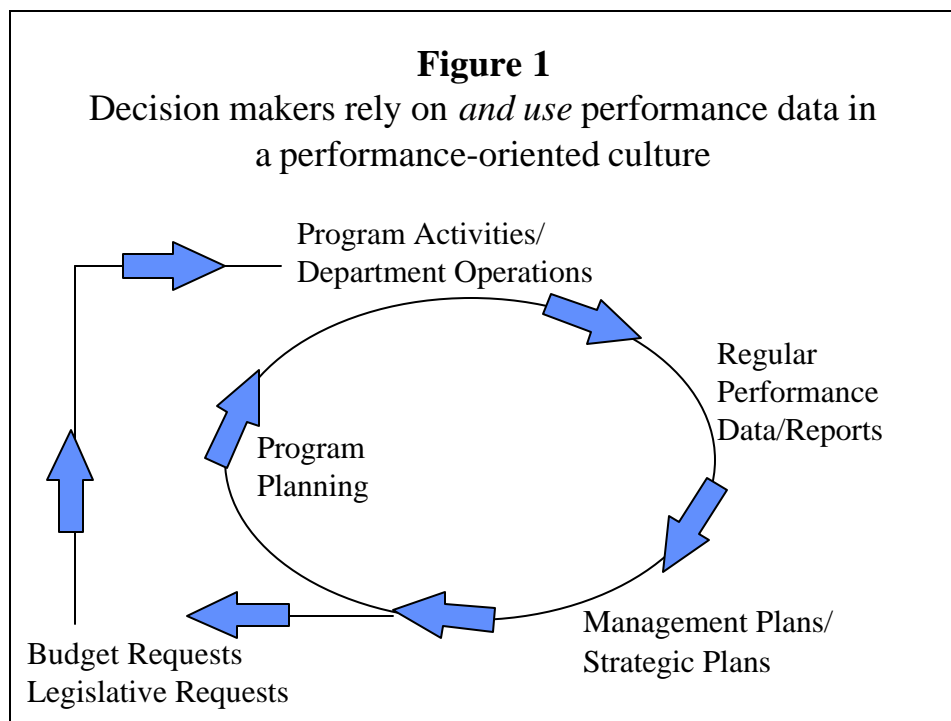 Figure 1
Decision makers rely on and use performance data in
a performance-oriented culture
Program Activities/
Department Operations
Regular
Performance
Data/Reports
Program
Planning
Management Plans/
Strategic Plans
Budget Requests
Legislative Requests